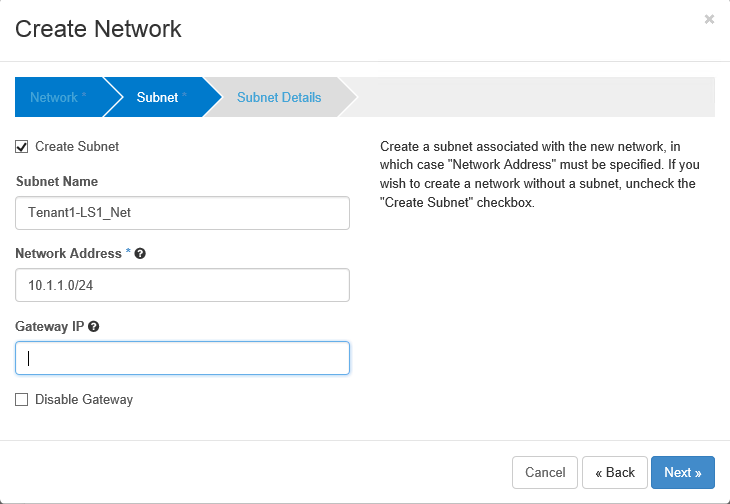 Create Network
×
Network *
Subnet *
Subnet Details
Create Subnet
Subnet Name
Tenant1-LS1_Net
Network Address * ?
10.1.1.0/24
Gateway IP ?
Disable Gateway
Create a subnet associated with the new network, in
which case "Network Address" must be specified. If you
wish to create a network without a subnet, uncheck the
"Create Subnet" checkbox.
Cancel
« Back
Next »